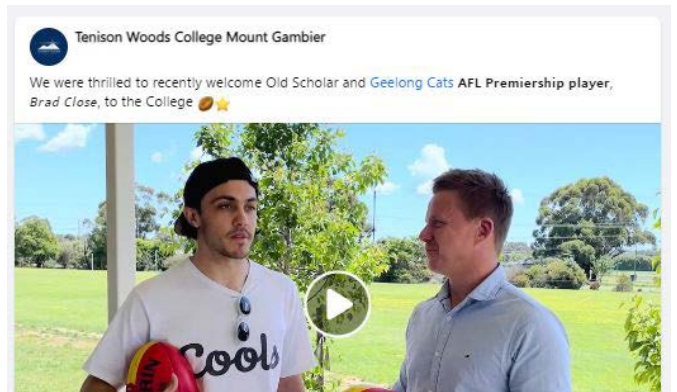 Tenison Woods College Mount Gambier
We were thrilled to recently welcome Old Scholar and Geelong Cats AFL Premiership player,
Brad Close, to the College 🏉⭐
Cools